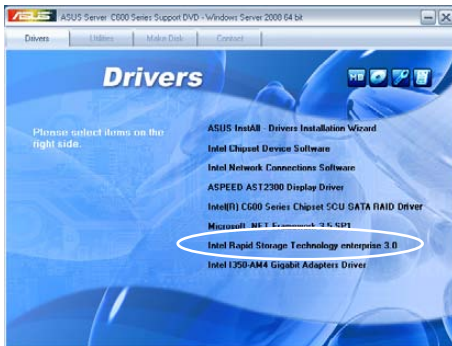 ASUS Server C600 Series Support DVD - Windows Server 2008 64 bit
Drivers
Utilities
Make Disk
Contact
Drivers
Please select items on the
right side.
ASUS InstAll - Drivers Installation Wizard
Intel Chipset Device Software
Intel Network Connections Software
ASPEED AST2300 Display Driver
Intel(R) C600 Series Chipset SCU SATA RAID Driver
Microsoft .NET Framework 3.5 SP1
Intel Rapid Storage Technology enterprise 3.0
Intel I350-AM4 Gigabit Adapters Driver